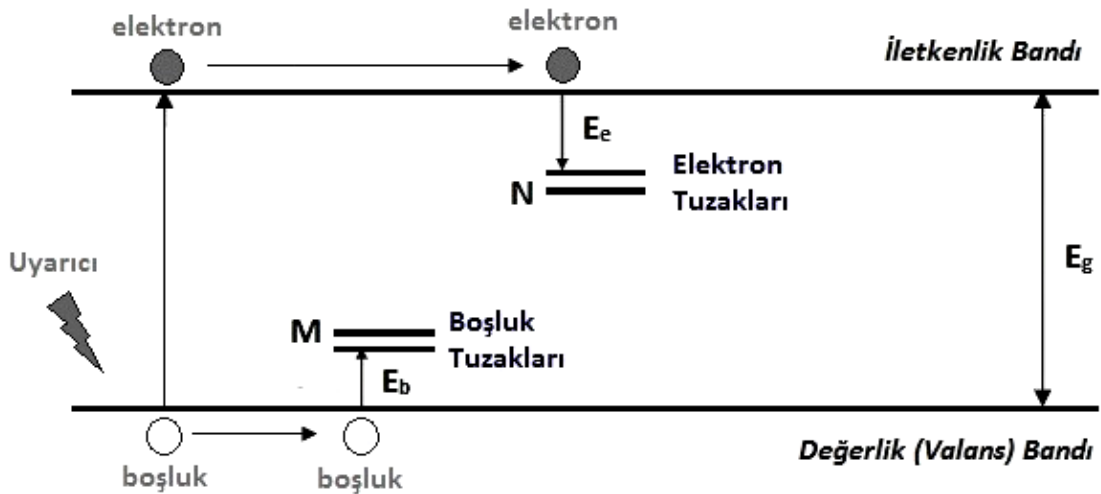 elektron
elektron
İletkenlik Bandı
Ee
Elektron
Tuzakları
N
Eg
Uyarıcı
M
Boşluk
Tuzakları
Eb
boşluk
boşluk
Değerlik (Valans) Bandı